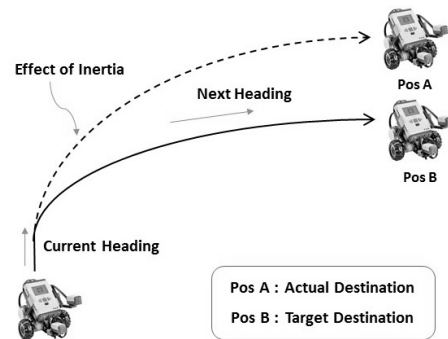 Effect of Inertia
Pos A
Next Heading
Pos B
Current Heading
Pos A : Actual Destination
Pos B : Target Destination